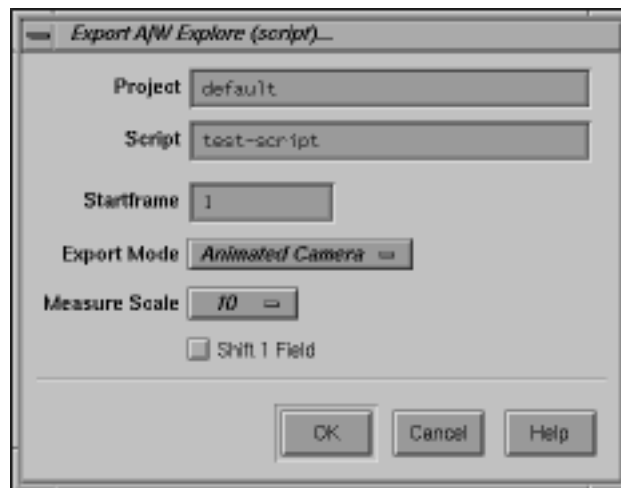 Export A/W Explore (script)...
Project default
Script test-script
Startframe 1
Export Mode Animated Camera
Measure Scale 10
Shift 1 Field
OK Cancel Help